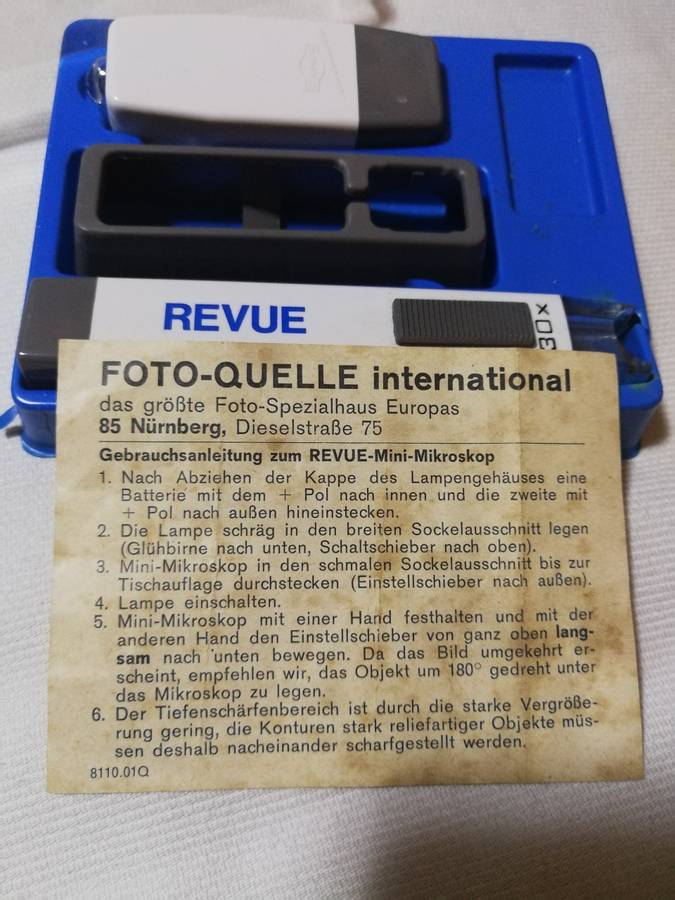 REVUE
30x
FOTO-QUELLE international
das größte Foto-Spezialhaus Europas
85 Nürnberg, Dieselstraße 75
Gebrauchsanleitung zum REVUE-Mini-Mikroskop
1. Nach Abziehen der Kappe des Lampengehäuses eine
Batterie mit dem + Pol nach innen und die zweite mit
+ Pol nach außen hineinstecken.
2. Die Lampe schräg in den breiten Sockelausschnitt legen
(Glühbirne nach unten, Schaltschieber nach oben).
3. Mini-Mikroskop in den schmalen Sockelausschnitt bis zur
Tischauflage durchstecken (Einstellschieber nach außen).
4. Lampe einschalten.
5. Mini-Mikroskop mit einer Hand festhalten und mit der
anderen Hand den Einstellschieber von ganz oben lang-
sam nach unten bewegen. Da das Bild umgekehrt er-
scheint, empfehlen wir, das Objekt um 180° gedreht unter
das Mikroskop zu legen.
6. Der Tiefenschärfenbereich ist durch die starke Vergröße-
rung gering, die Konturen stark reliefartiger Objekte müs-
sen deshalb nacheinander scharfgestellt werden.
8110.01Q